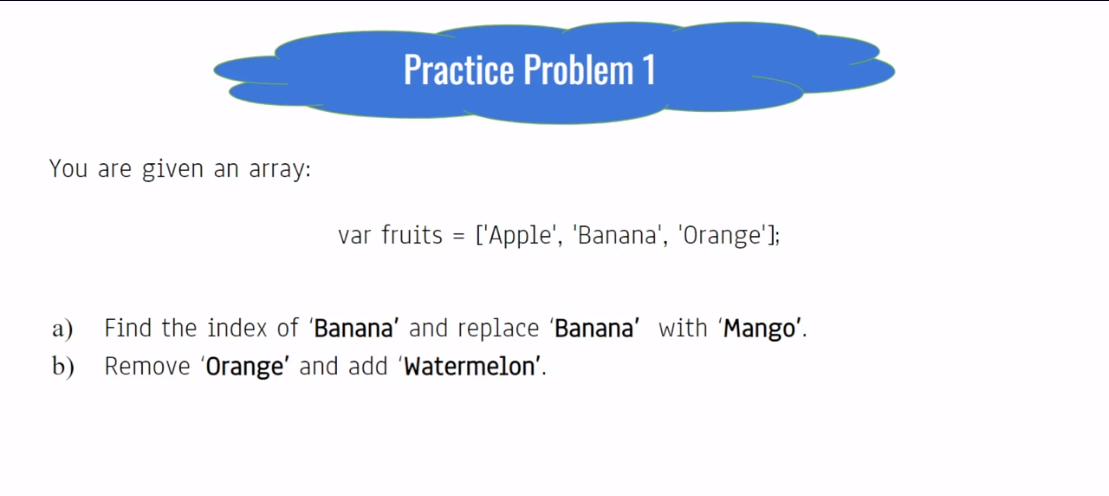 Practice Problem 1
You are given an array:
var fruits = ['Apple', 'Banana', 'Orange'];
a) Find the index of ‘Banana’ and replace ‘Banana’ with ‘Mango’.
b) Remove ‘Orange’ and add ‘Watermelon’.